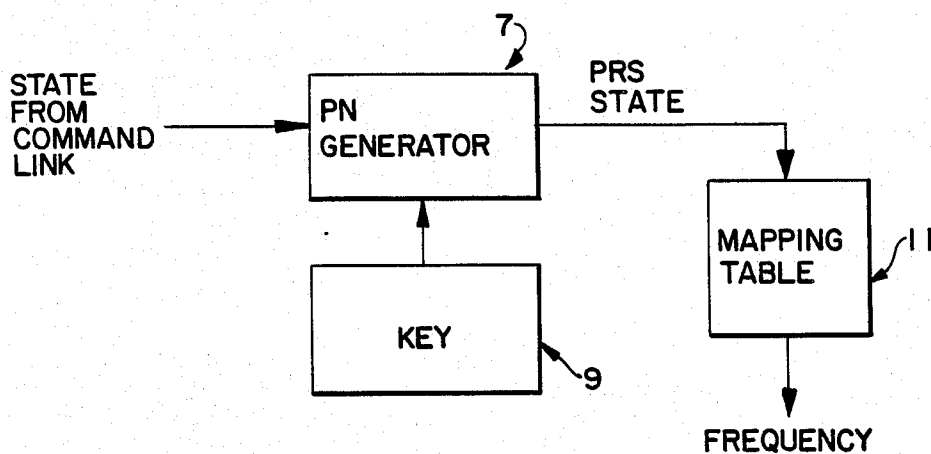 7
STATE
FROM
COMMAND
LINK
PN
GENERATOR
PRS
STATE
MAPPING
TABLE
11
KEY
9
FREQUENCY